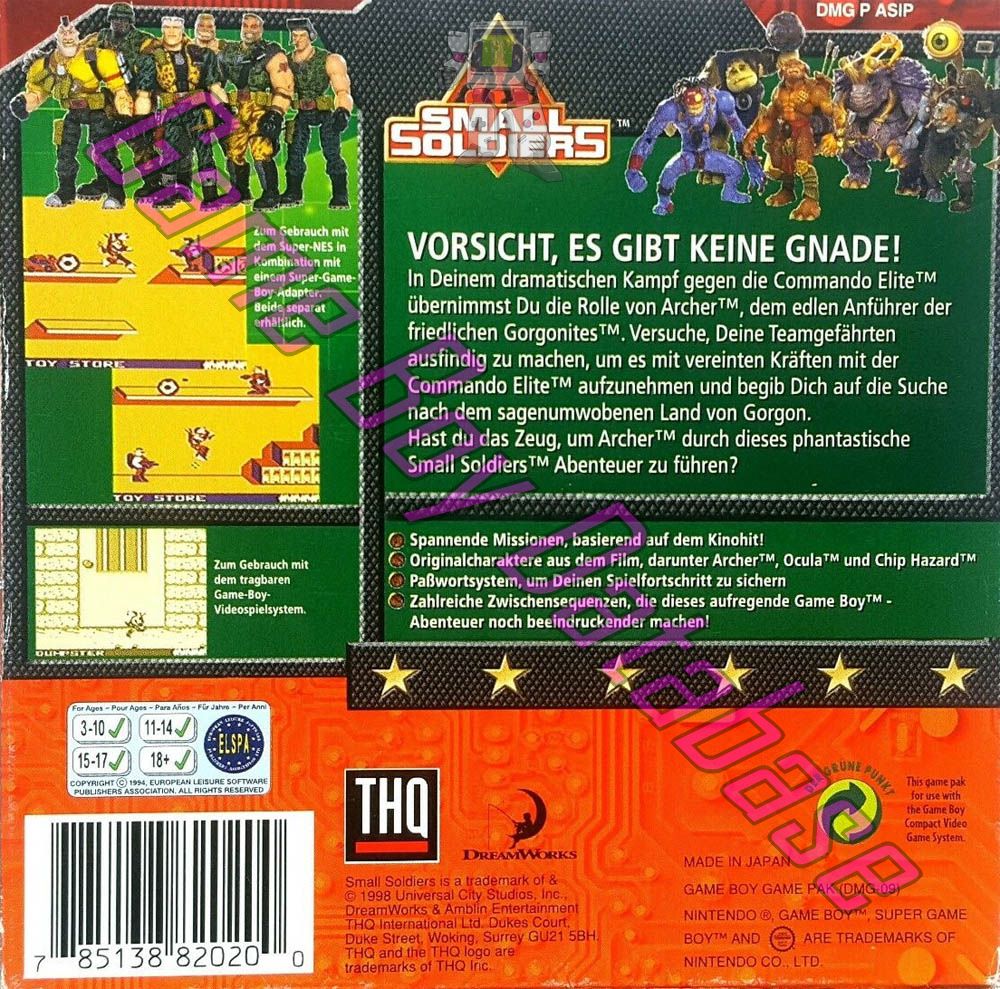 DMG P ASIP
SMALL
SOLDIERS™
Zum Gebrauch mit
dem Super-NES in
Kombination mit
einem Super-Game-
Boy-Adapter.
Beide separat
erhältlich.
TOY STORE
TOY STORE
VORSICHT, ES GIBT KEINE GNADE!
In Deinem dramatischen Kampf gegen die Commando Elite™
übernimmst Du die Rolle von Archer™, dem edlen Anführer der
friedlichen Gorgonites™. Versuche, Deine Teamgefährten
ausfindig zu machen, um es mit vereinten Kräften mit der
Commando Elite™ aufzunehmen und begib Dich auf die Suche
nach dem sagenumwobenen Land von Gorgon.
Hast du das Zeug, um Archer™ durch dieses phantastische
Small Soldiers™ Abenteuer zu führen?
Zum Gebrauch mit
dem tragbaren
Game-Boy-
Videospielsystem.
DUMPSTER
Spannende Missionen, basierend auf dem Kinohit!
Originalcharaktere aus dem Film, darunter Archer™, Ocula™ und Chip Hazard™
Paßwortsystem, um Deinen Spielfortschritt zu sichern
Zahlreiche Zwischensequenzen, die dieses aufregende Game Boy™ -
Abenteuer noch beeindruckender machen!
For Ages – Pour Ages – Para Años – Für Jahre – Per Anni
3-10 11-14
15-17 18+
ELSPA
COPYRIGHT © 1994, EUROPEAN LEISURE SOFTWARE
PUBLISHERS ASSOCIATION. ALL RIGHTS RESERVED
7 85138 82020 0
THQ
DREAMWORKS
Small Soldiers is a trademark of &
© 1998 Universal City Studios, Inc.,
DreamWorks & Amblin Entertainment
THQ International Ltd. Dukes Court,
Duke Street, Woking, Surrey GU21 5BH.
THQ and the THQ logo are
trademarks of THQ Inc.
DER GRÜNE PUNKT
This game pak
for use with
the Game Boy
Compact Video
Game System.
MADE IN JAPAN
GAME BOY GAME PAK (DMG-09)
NINTENDO ®, GAME BOY™, SUPER GAME
BOY™ AND ARE TRADEMARKS OF
NINTENDO CO., LTD.
Game Boy Database